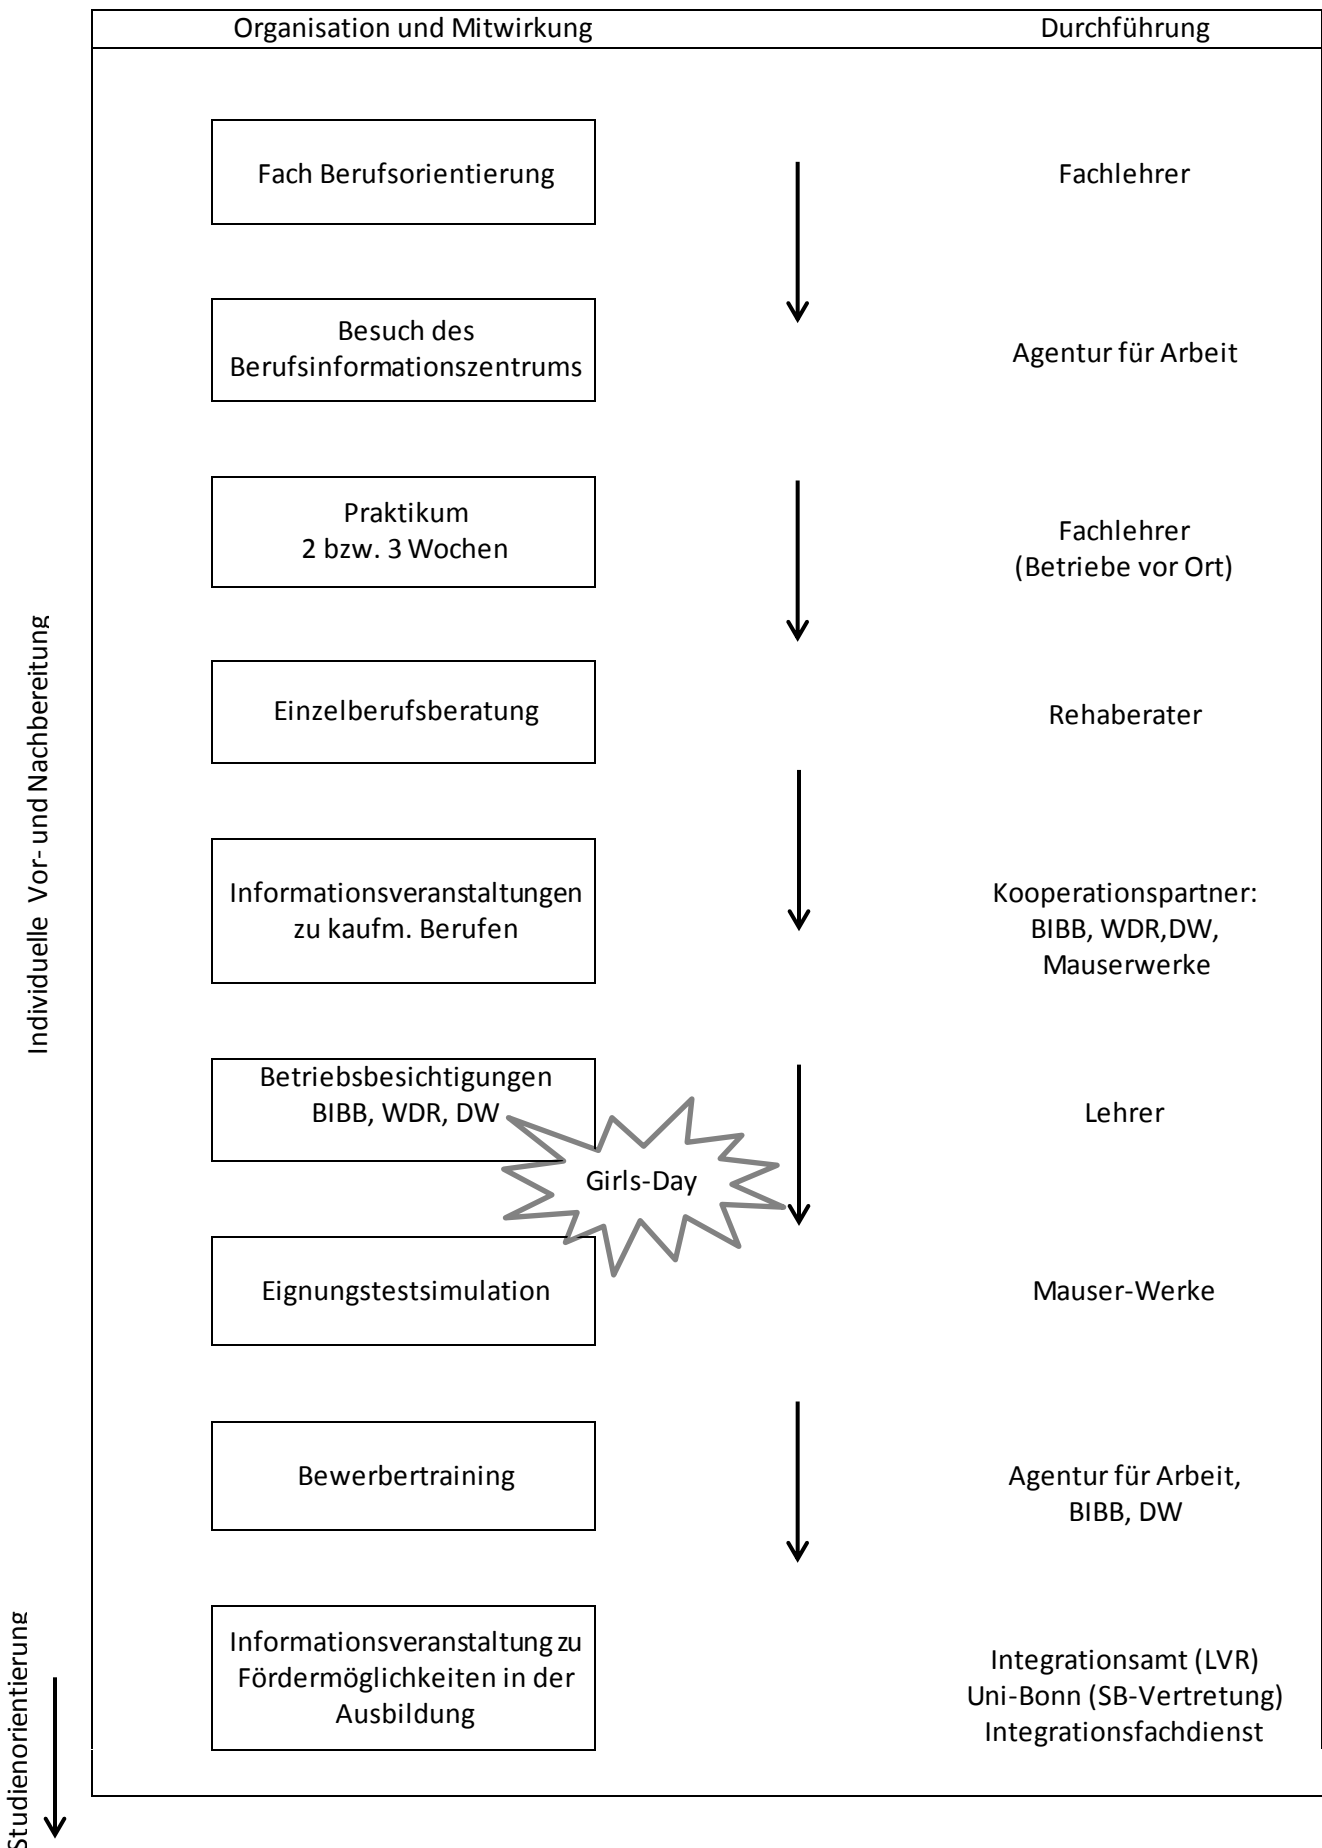 Organisation und Mitwirkung
Durchführung
Fach Berufsorientierung
Fachlehrer
Besuch des
Berufsinformationszentrums
Agentur für Arbeit
Praktikum
2 bzw. 3 Wochen
Fachlehrer
(Betriebe vor Ort)
Einzelberufsberatung
Rehaberater
Informationsveranstaltungen
zu kaufm. Berufen
Kooperationspartner:
BIBB, WDR,DW,
Mauserwerke
Betriebsbesichtigungen
BIBB, WDR, DW
Lehrer
Girls-Day
Eignungstestsimulation
Mauser-Werke
Bewerbertraining
Agentur für Arbeit,
BIBB, DW
Informationsveranstaltung zu
Fördermöglichkeiten in der
Ausbildung
Integrationsamt (LVR)
Uni-Bonn (SB-Vertretung)
Integrationsfachdienst
Individuelle Vor- und Nachbereitung
Studienorientierung